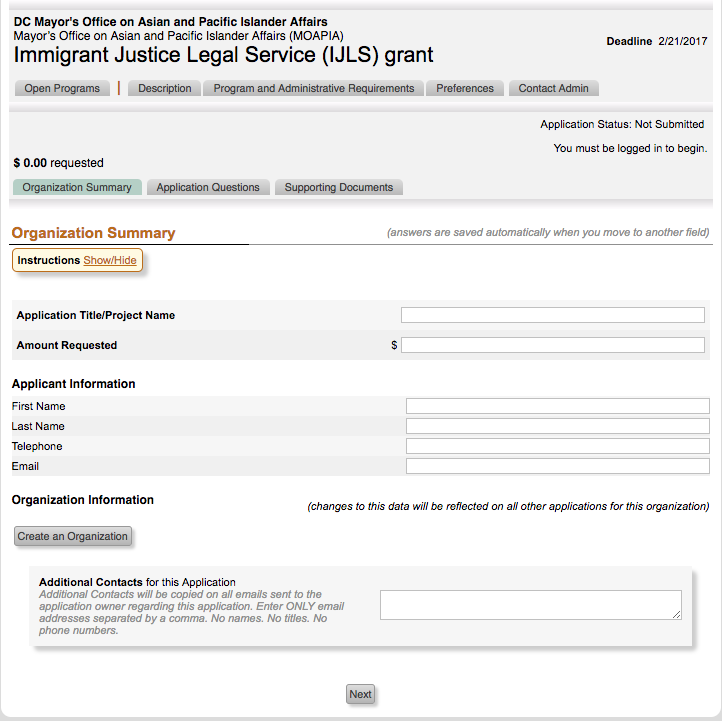 DC Mayor's Office on Asian and Pacific Islander Affairs
Mayor's Office on Asian and Pacific Islander Affairs (MOAPIA)
Immigrant Justice Legal Service (IJLS) grant
Deadline 2/21/2017
Open Programs | Description Program and Administrative Requirements Preferences Contact Admin
Application Status: Not Submitted
You must be logged in to begin.
$ 0.00 requested
Organization Summary Application Questions Supporting Documents
Organization Summary
(answers are saved automatically when you move to another field)
Instructions Show/Hide
Application Title/Project Name
Amount Requested $
Applicant Information
First Name
Last Name
Telephone
Email
Organization Information
(changes to this data will be reflected on all other applications for this organization)
Create an Organization
Additional Contacts for this Application
Additional Contacts will be copied on all emails sent to the
application owner regarding this application. Enter ONLY email
addresses separated by a comma. No names. No titles. No
phone numbers.
Next